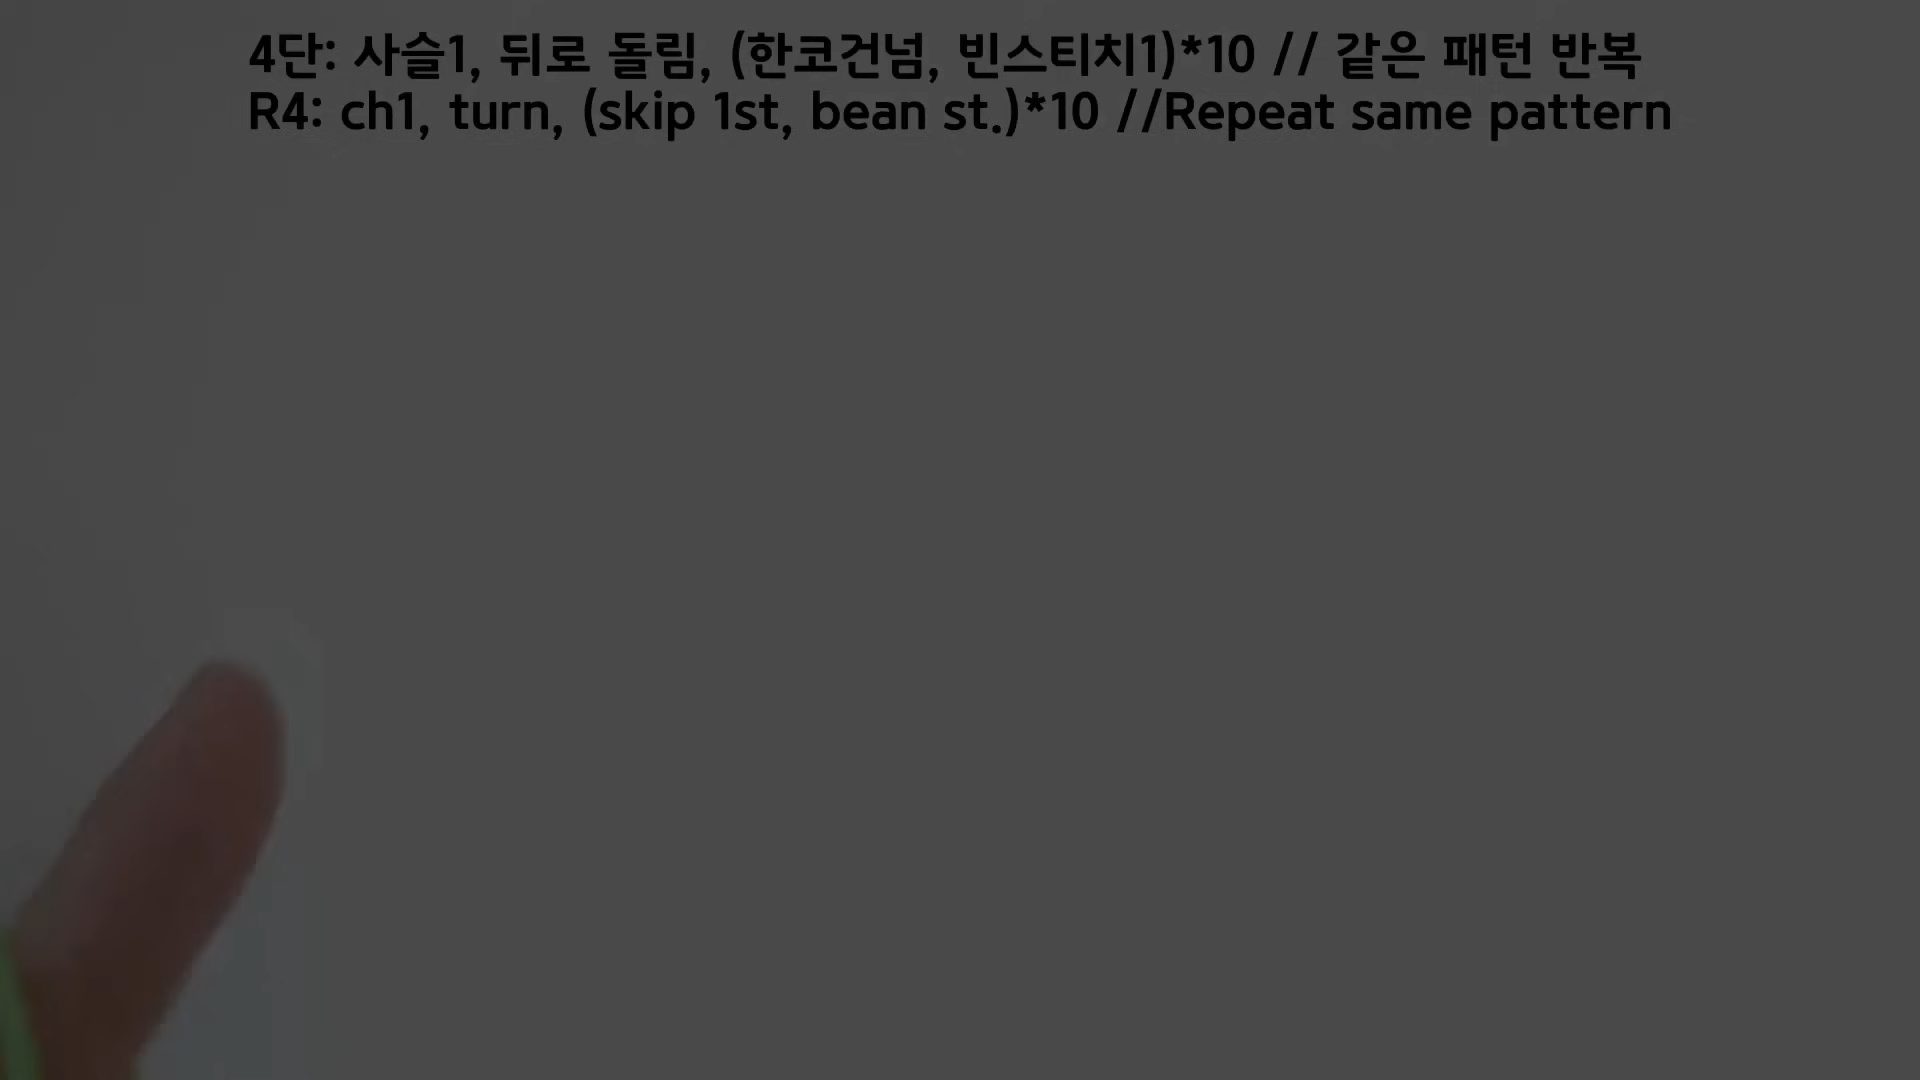 4단: 사슬1, 뒤로 돌림, (한코건넘, 빈스티치1)*10 // 같은 패턴 반복
R4: ch1, turn, (skip 1st, bean st.)*10 //Repeat same pattern